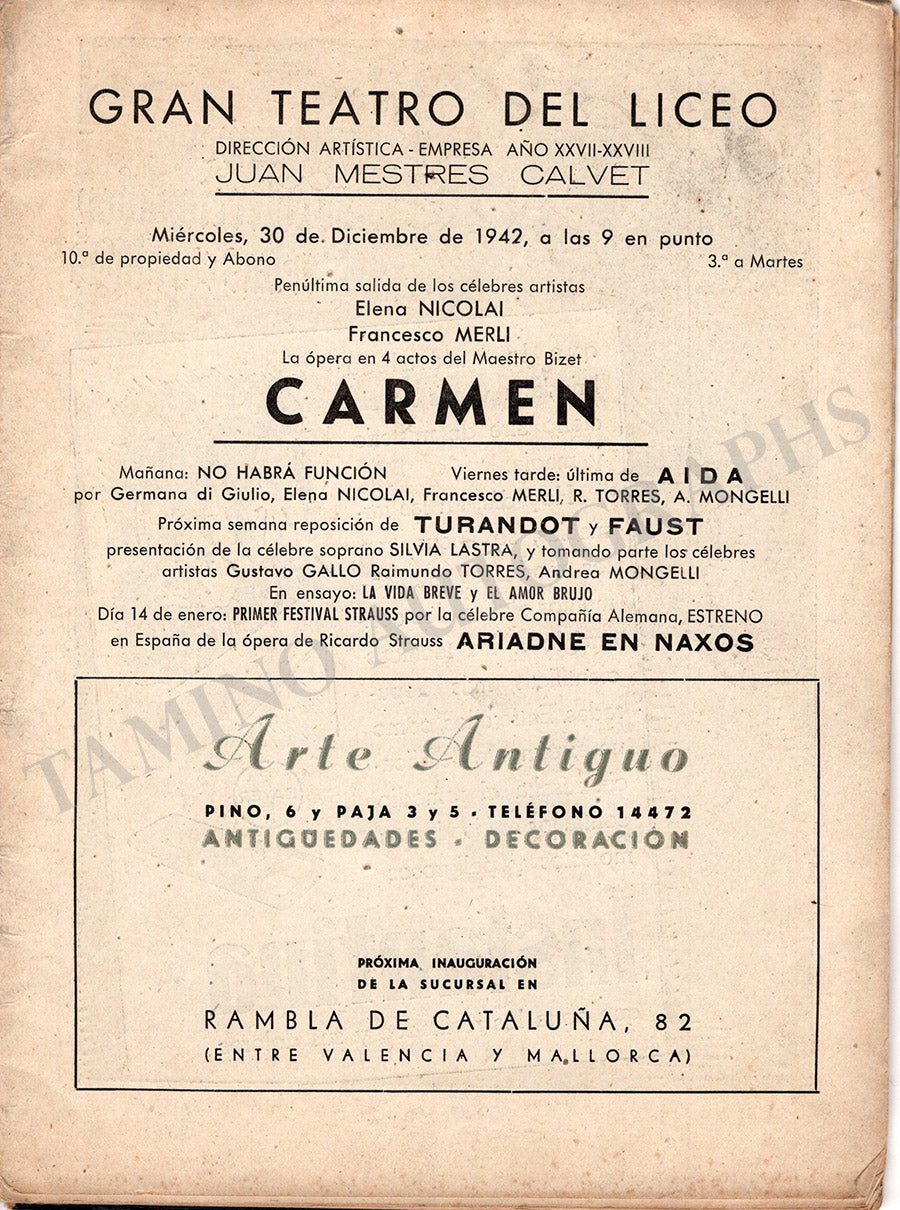 GRAN TEATRO DEL LICEO
DIRECCIÓN ARTÍSTICA - EMPRESA AÑO XXVII-XXVIII
JUAN MESTRES CALVET
Miércoles, 30 de Diciembre de 1942, a las 9 en punto
10.ª de propiedad y Abono 3.ª a Martes
Penúltima salida de los célebres artistas
Elena NICOLAI
Francesco MERLI
La ópera en 4 actos del Maestro Bizet
CARMEN
Mañana: NO HABRÁ FUNCIÓN Viernes tarde: última de AIDA
por Germana di Giulio, Elena NICOLAI, Francesco MERLI, R. TORRES, A. MONGELLI
Próxima semana reposición de TURANDOT y FAUST
presentación de la célebre soprano SILVIA LASTRA, y tomando parte los célebres
artistas Gustavo GALLO Raimundo TORRES, Andrea MONGELLI
En ensayo: LA VIDA BREVE y EL AMOR BRUJO
Día 14 de enero: PRIMER FESTIVAL STRAUSS por la célebre Compañía Alemana, ESTRENO
en España de la ópera de Ricardo Strauss ARIADNE EN NAXOS
TAMINO AUTOGRAPHS
Arte Antiguo
PINO, 6 y PAJA 3 y 5 - TELÉFONO 14472
ANTIGÜEDADES - DECORACIÓN
PRÓXIMA INAUGURACIÓN
DE LA SUCURSAL EN
RAMBLA DE CATALUÑA, 82
(ENTRE VALENCIA Y MALLORCA)